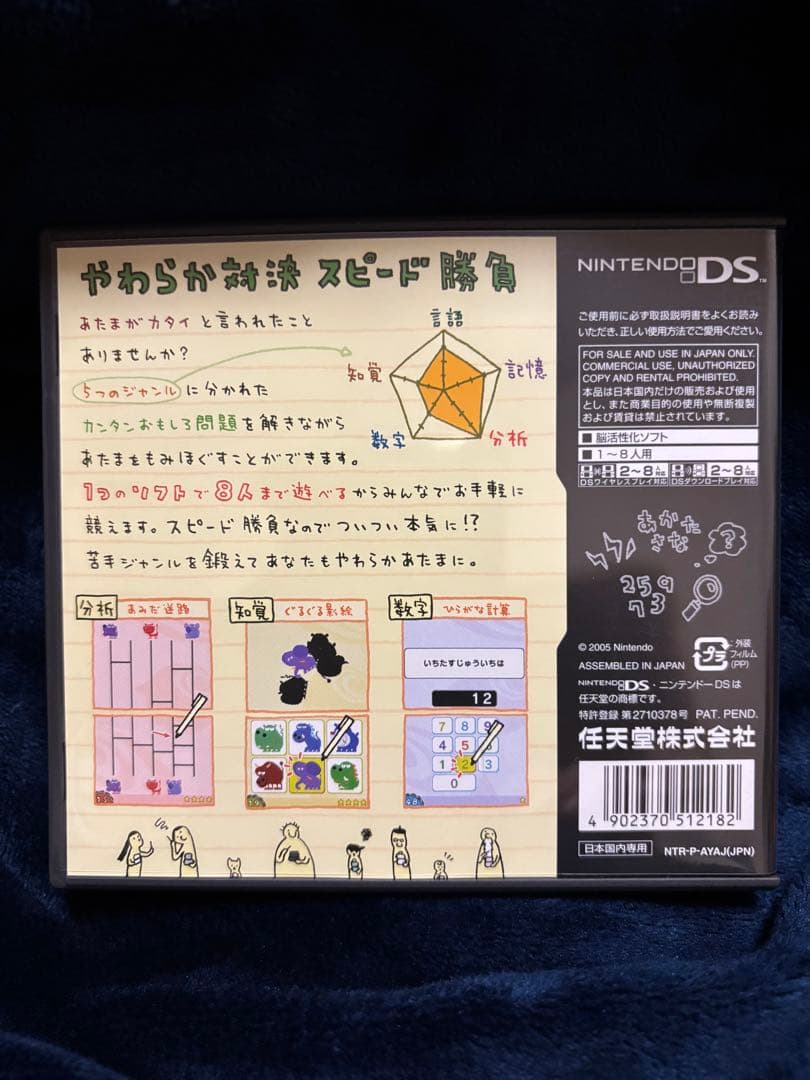 やわらか対決 スピード勝負
あたまがカタイと言われたこと
ありませんか?
5つのジャンルに分かれた
カンタンおもしろ問題を解きながら
あたまをもみほぐすことができます。
1つのソフトで8人まで遊べるからみんなでお手軽に
競えます。スピード勝負なのでついつい本気に!?
苦手ジャンルを鍛えてあなたもやわらかあたまに。
言語
知覚
記憶
数字
分析
分析 あみだ迷路
知覚 ぐるぐる影絵
数字 ひらがな計算
いちたすじゅういちは
12
7 8 9
4 5 6
1 2 3
0
NINTENDO DS™
ご使用前に必ず取扱説明書をよくお読み
いただき、正しい使用方法でご愛用ください。
FOR SALE AND USE IN JAPAN ONLY.
COMMERCIAL USE, UNAUTHORIZED
COPY AND RENTAL PROHIBITED.
本品は日本国内だけの販売および使用
とし、また商業目的の使用や無断複製
および賃貸は禁止されています。
■ 脳活性化ソフト
■ 1～8人用
2～8人対応
DSワイヤレスプレイ対応
2～8人対応
DSダウンロードプレイ対応
あかた
さな
?
259
73
© 2005 Nintendo
ASSEMBLED IN JAPAN
プラ
:外装
フィルム
(PP)
NINTENDO DS・ニンテンドーDSは
任天堂の商標です。
特許登録 第2710378号 PAT. PEND.
任天堂株式会社
4 902370 512182
日本国内専用
NTR-P-AYAJ(JPN)